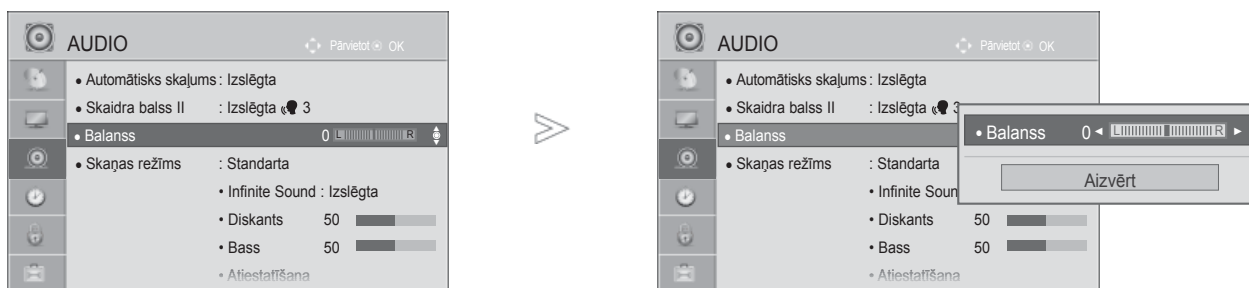 AUDIO
Pārvietot OK
• Automātisks skaļums : Izslēgta
• Skaidra balss II : Izslēgta 3
• Balanss 0 L R
• Skaņas režīms : Standarta
• Infinite Sound : Izslēgta
• Diskants 50
• Bass 50
• Atiestatīšana
>
AUDIO
Pārvietot OK
• Automātisks skaļums : Izslēgta
• Skaidra balss II : Izslēgta 3
• Balanss
• Skaņas režīms : Standarta
• Infinite Soun
• Diskants 50
• Bass 50
• Atiestatīšana
• Balanss 0 ◄ L R ►
Aizvērt